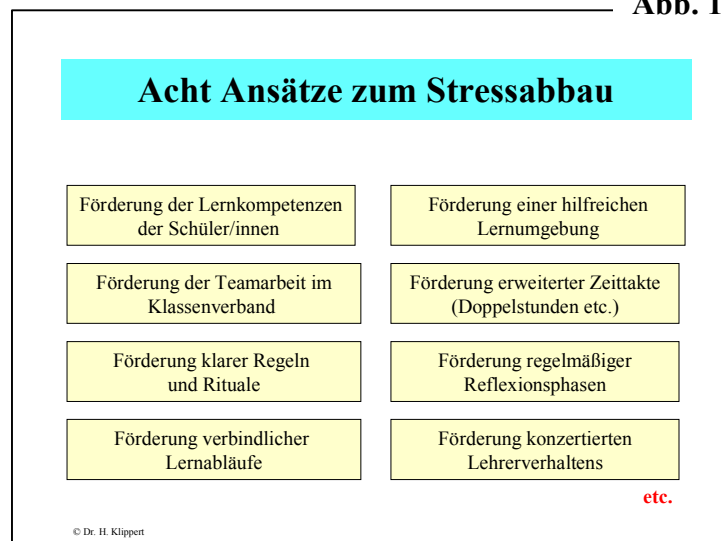 Abb. 1
Acht Ansätze zum Stressabbau
Förderung der Lernkompetenzen
der Schüler/innen
Förderung einer hilfreichen
Lernumgebung
Förderung der Teamarbeit im
Klassenverband
Förderung erweiterter Zeittakte
(Doppelstunden etc.)
Förderung klarer Regeln
und Rituale
Förderung regelmäßiger
Reflexionsphasen
Förderung verbindlicher
Lernabläufe
Förderung konzertierten
Lehrerverhaltens
etc.
© Dr. H. Klippert